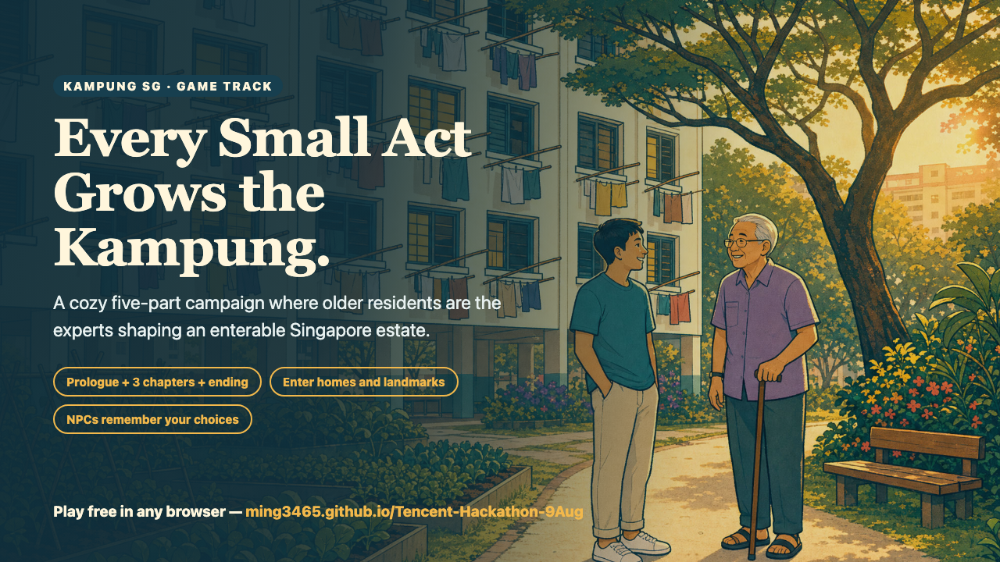 KAMPUNG SG · GAME TRACK
Every Small Act
Grows the
Kampung.
A cozy five-part campaign where older residents are the
experts shaping an enterable Singapore estate.
Prologue + 3 chapters + ending
Enter homes and landmarks
NPCs remember your choices
Play free in any browser — ming3465.github.io/Tencent-Hackathon-9Aug